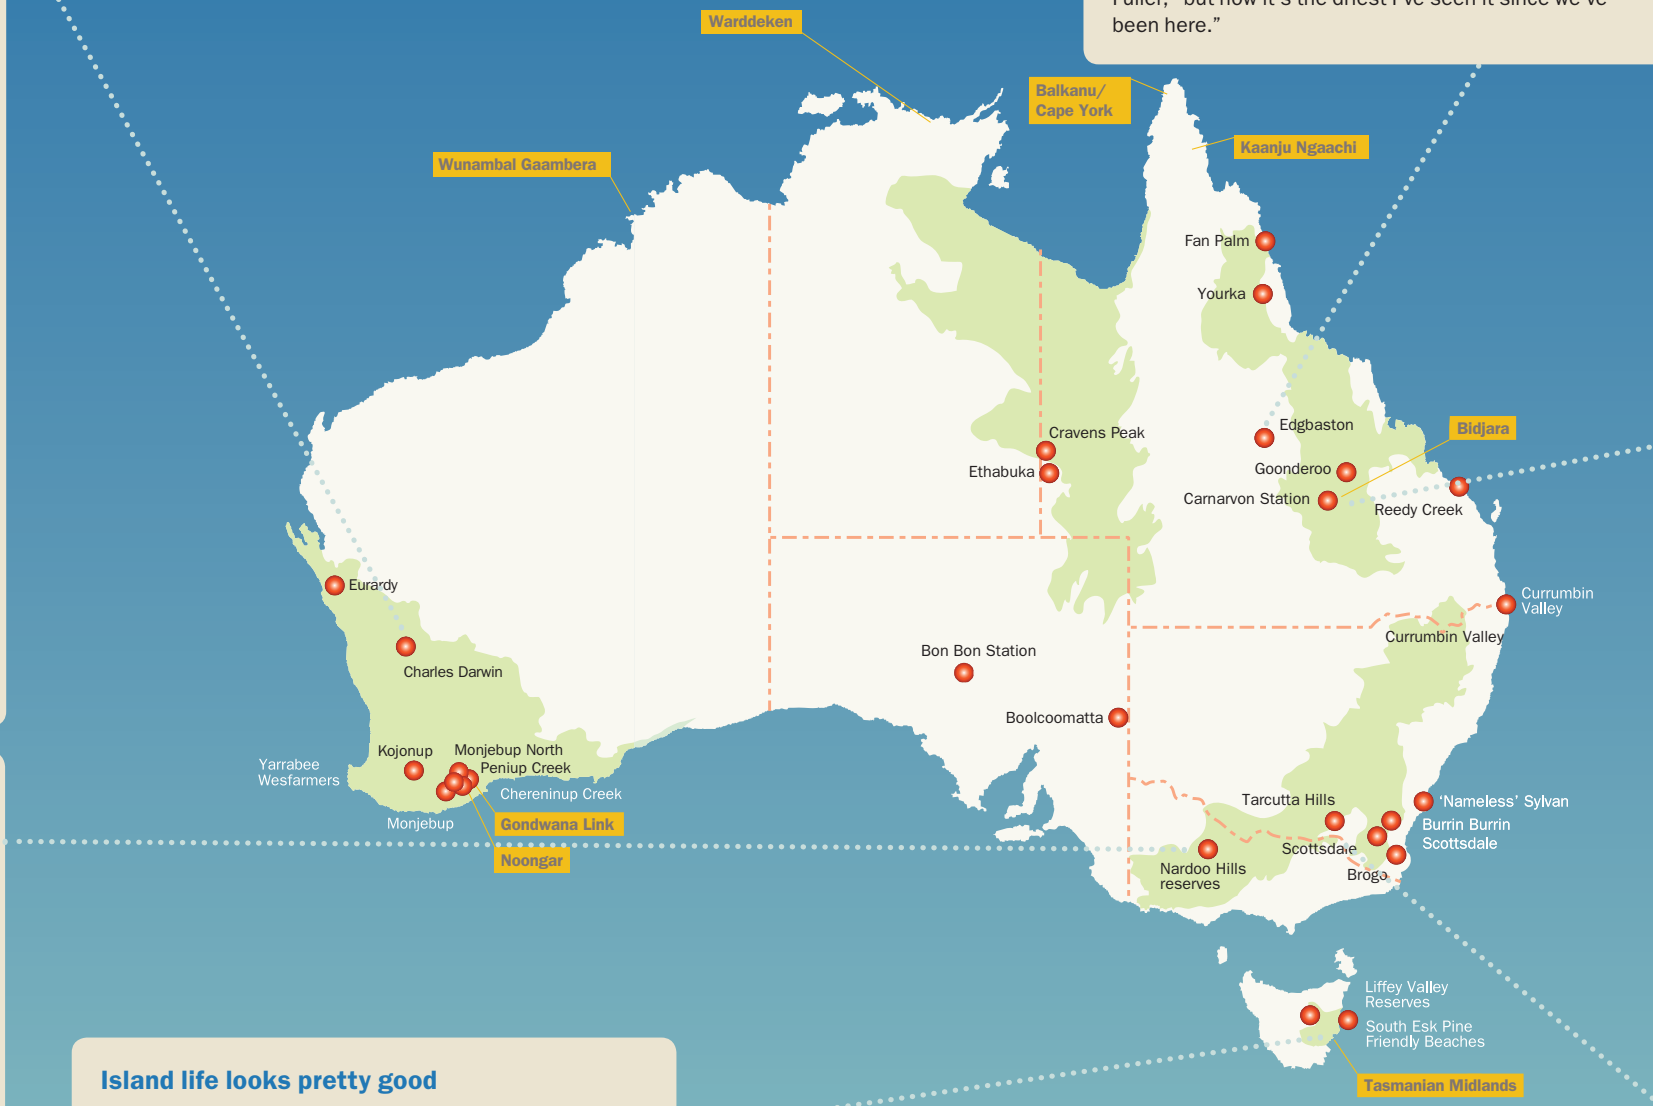 Fuller, "but now it's the driest I've seen it since we've
been here."
Warddeken
Balkanu/
Cape York
Kaanju Ngaachi
Wunambal Gaambera
Fan Palm
Yourka
Edgbaston
Bidjara
Cravens Peak
Ethabuka
Goonderoo
Carnarvon Station
Reedy Creek
Eurardy
Currumbin
Valley
Currumbin Valley
Charles Darwin
Bon Bon Station
Boolcoomatta
Kojonup
Monjebup North
Peniup Creek
Yarrabee
Wesfarmers
Chereninup Creek
Monjebup
Gondwana Link
Noongar
Tarcutta Hills
'Nameless' Sylvan
Burrin Burrin
Scottsdale
Scottsdale
Nardoo Hills
reserves
Brogo
Liffey Valley
Reserves
South Esk Pine
Friendly Beaches
Tasmanian Midlands
Island life looks pretty good